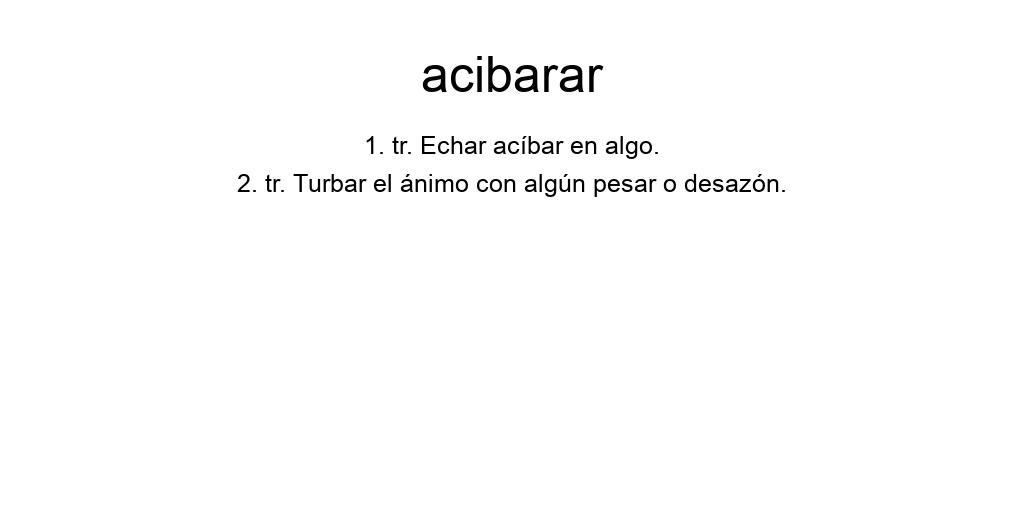 acibarar
1. tr. Echar acíbar en algo.
2. tr. Turbar el ánimo con algún pesar o desazón.